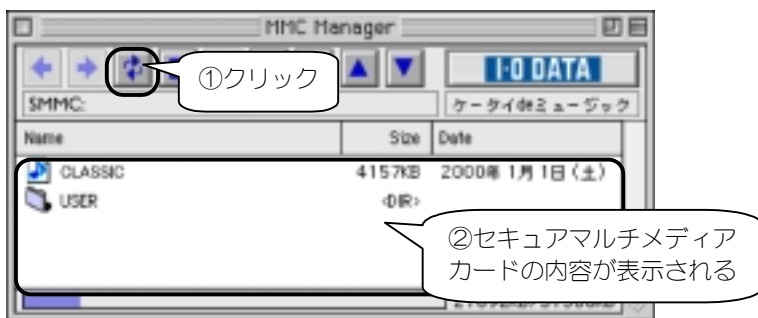 MMC Manager
①クリック
I・O DATA
SMMC:
ケータイdeミュージック
Name Size Date
CLASSIC 4157KB 2000年 1月 1日 (土)
USER <DIR>
②セキュアマルチメディア
カードの内容が表示される